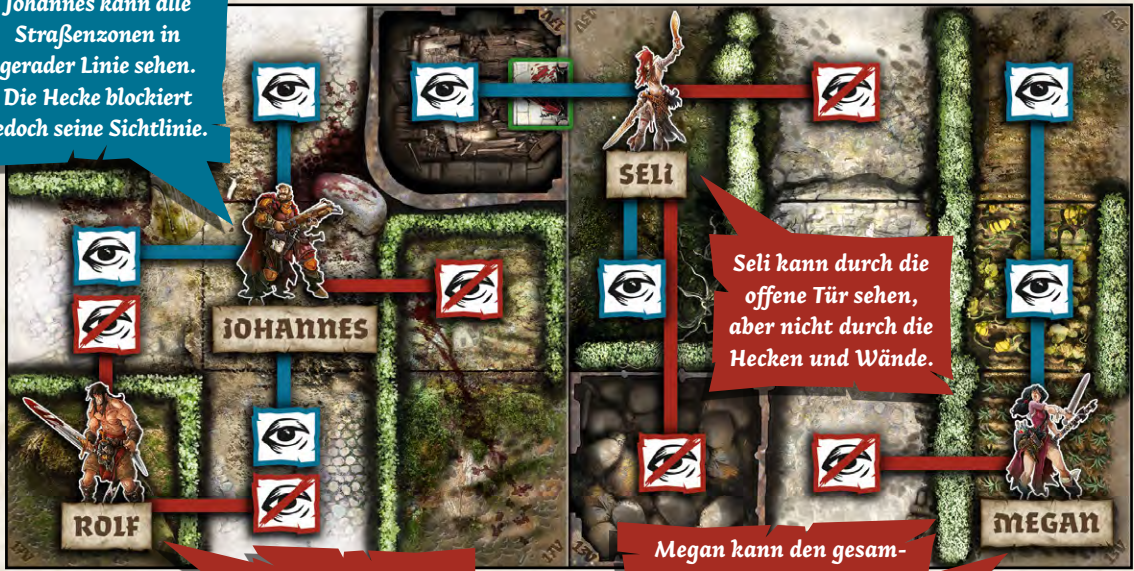 Johannes kann alle
Straßenzonen in
gerader Linie sehen.
Die Hecke blockiert
jedoch seine Sichtlinie.
SELI
Seli kann durch die
offene Tür sehen,
aber nicht durch die
Hecken und Wände.
JOHANNES
ROLF
MEGAN
Megan kann den gesam-